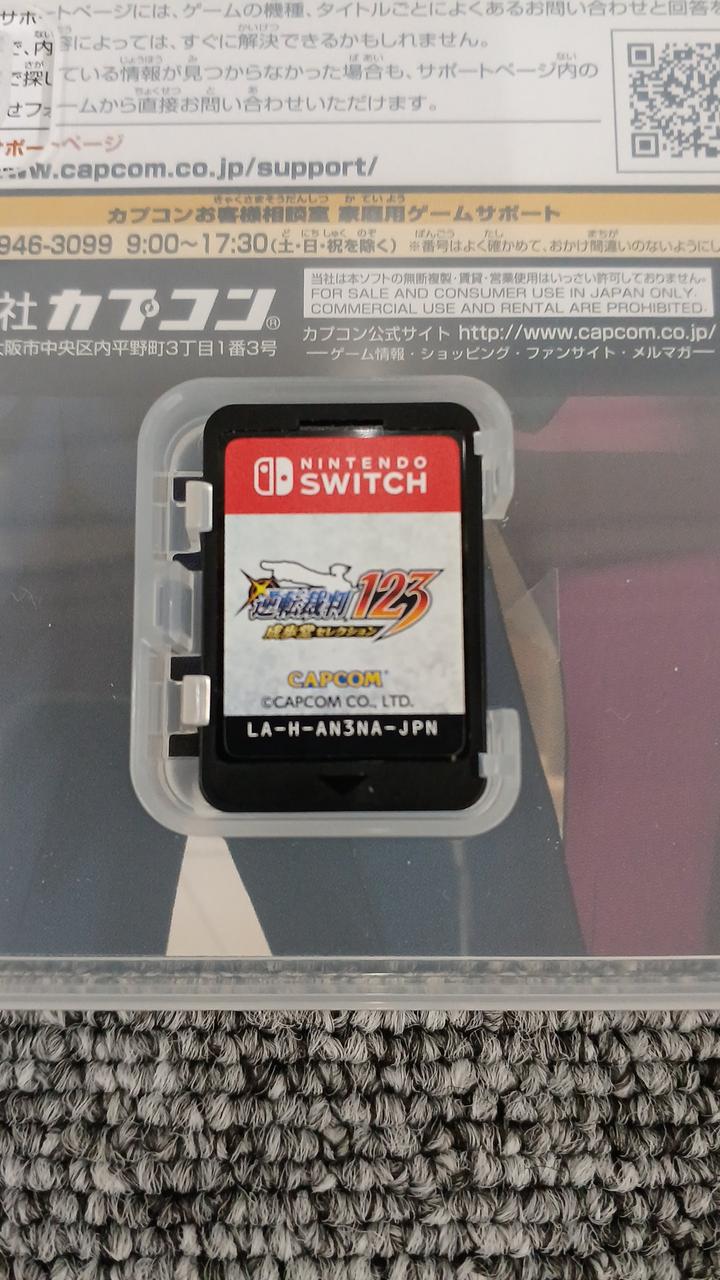 ートページには、ゲームの機種、タイトルごとによくあるお問い合わせと回答
サポ
内容によっては、すぐに解決できるかもしれません。
で探している情報が見つからなかった場合も、サポートページ内の
せフォームから直接お問い合わせいただけます。
サポートページ
www.capcom.co.jp/support/
カプコンお客様相談室 家庭用ゲームサポート
946-3099 9:00〜17:30(土・日・祝を除く) ※番号はよく確かめて、おかけ間違いのないように
社カプコン®
大阪市中央区内平野町3丁目1番3号
当社は本ソフトの無断複製・賃貸・営業使用はいっさい許可しておりません。
FOR SALE AND CONSUMER USE IN JAPAN ONLY.
COMMERCIAL USE AND RENTAL ARE PROHIBITED.
カプコン公式サイト http://www.capcom.co.jp/
ーゲーム情報・ショッピング・ファンサイト・メルマガー
NINTENDO
SWITCH
逆転裁判123
成歩堂セレクション
CAPCOM
©CAPCOM CO., LTD.
LA-H-AN3NA-JPN